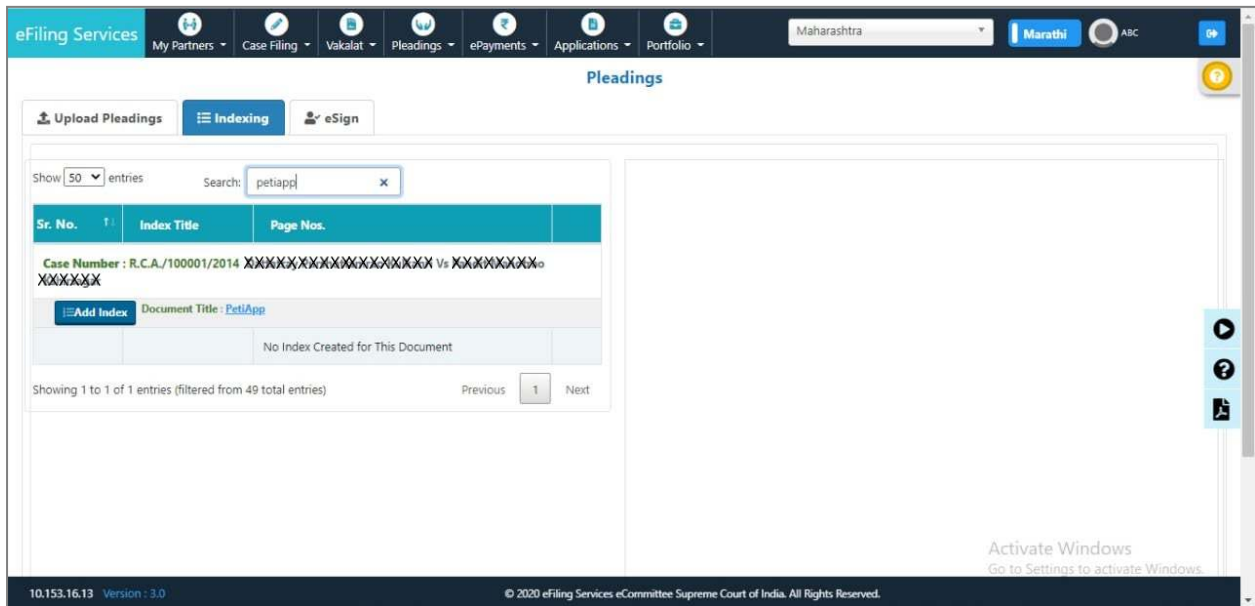 eFiling Services
My Partners Case Filing Vakalat Pleadings ePayments Applications Portfolio
Maharashtra
Marathi
ABC
Pleadings
Upload Pleadings
Indexing
eSign
Show 50 entries
Search: petiapp
Sr. No. Index Title Page Nos.
Case Number : R.C.A./100001/2014 Vs
Add Index Document Title : PetiApp
No Index Created for This Document
Showing 1 to 1 of 1 entries (filtered from 49 total entries)
Previous 1 Next
Activate Windows
Go to Settings to activate Windows.
10.153.16.13 Version : 3.0
© 2020 eFiling Services eCommittee Supreme Court of India. All Rights Reserved.